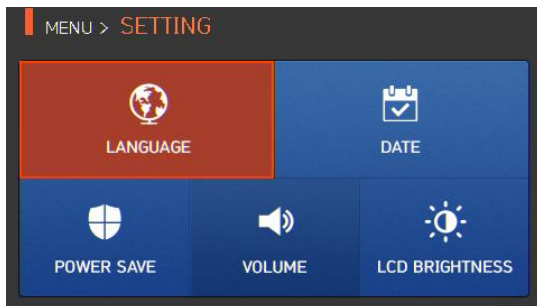 MENU > SETTING
LANGUAGE
DATE
POWER SAVE
VOLUME
LCD BRIGHTNESS